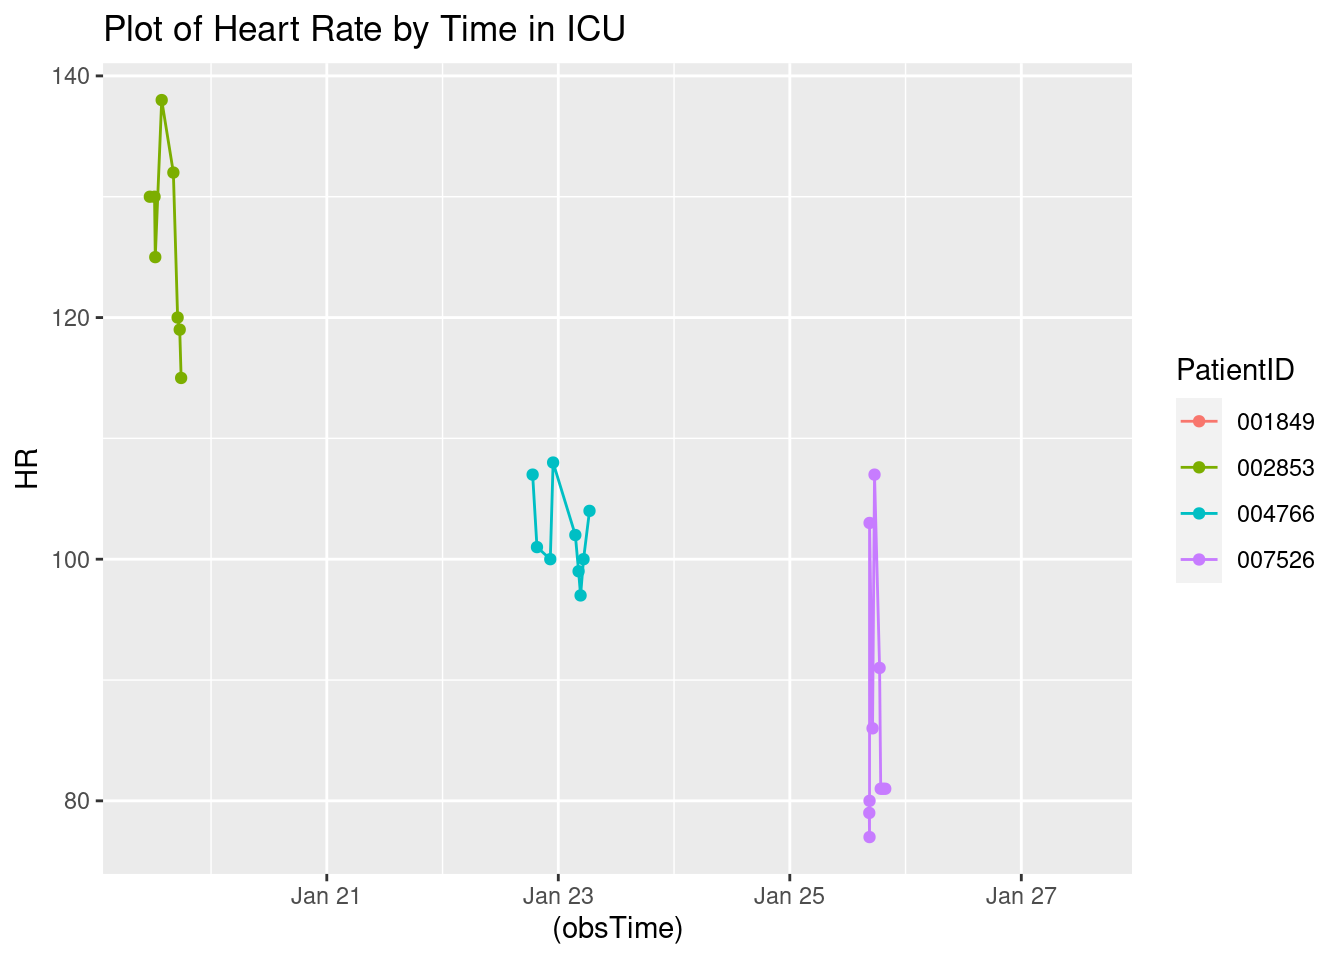 Plot of Heart Rate by Time in ICU
140
120
100
80
HR
Jan 21
Jan 23
Jan 25
Jan 27
(obsTime)
PatientID
001849
002853
004766
007526